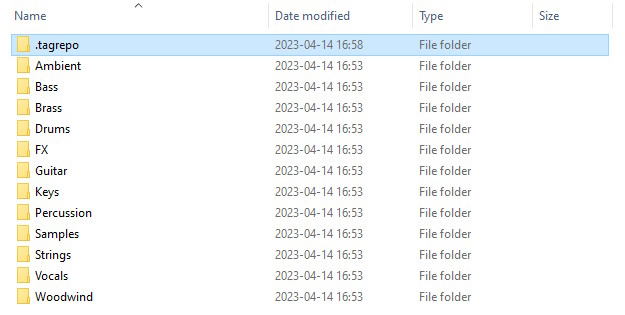 Name Date modified Type Size
.tagrepo 2023-04-14 16:58 File folder
Ambient 2023-04-14 16:53 File folder
Bass 2023-04-14 16:53 File folder
Brass 2023-04-14 16:53 File folder
Drums 2023-04-14 16:53 File folder
FX 2023-04-14 16:53 File folder
Guitar 2023-04-14 16:53 File folder
Keys 2023-04-14 16:53 File folder
Percussion 2023-04-14 16:53 File folder
Samples 2023-04-14 16:53 File folder
Strings 2023-04-14 16:53 File folder
Vocals 2023-04-14 16:53 File folder
Woodwind 2023-04-14 16:53 File folder